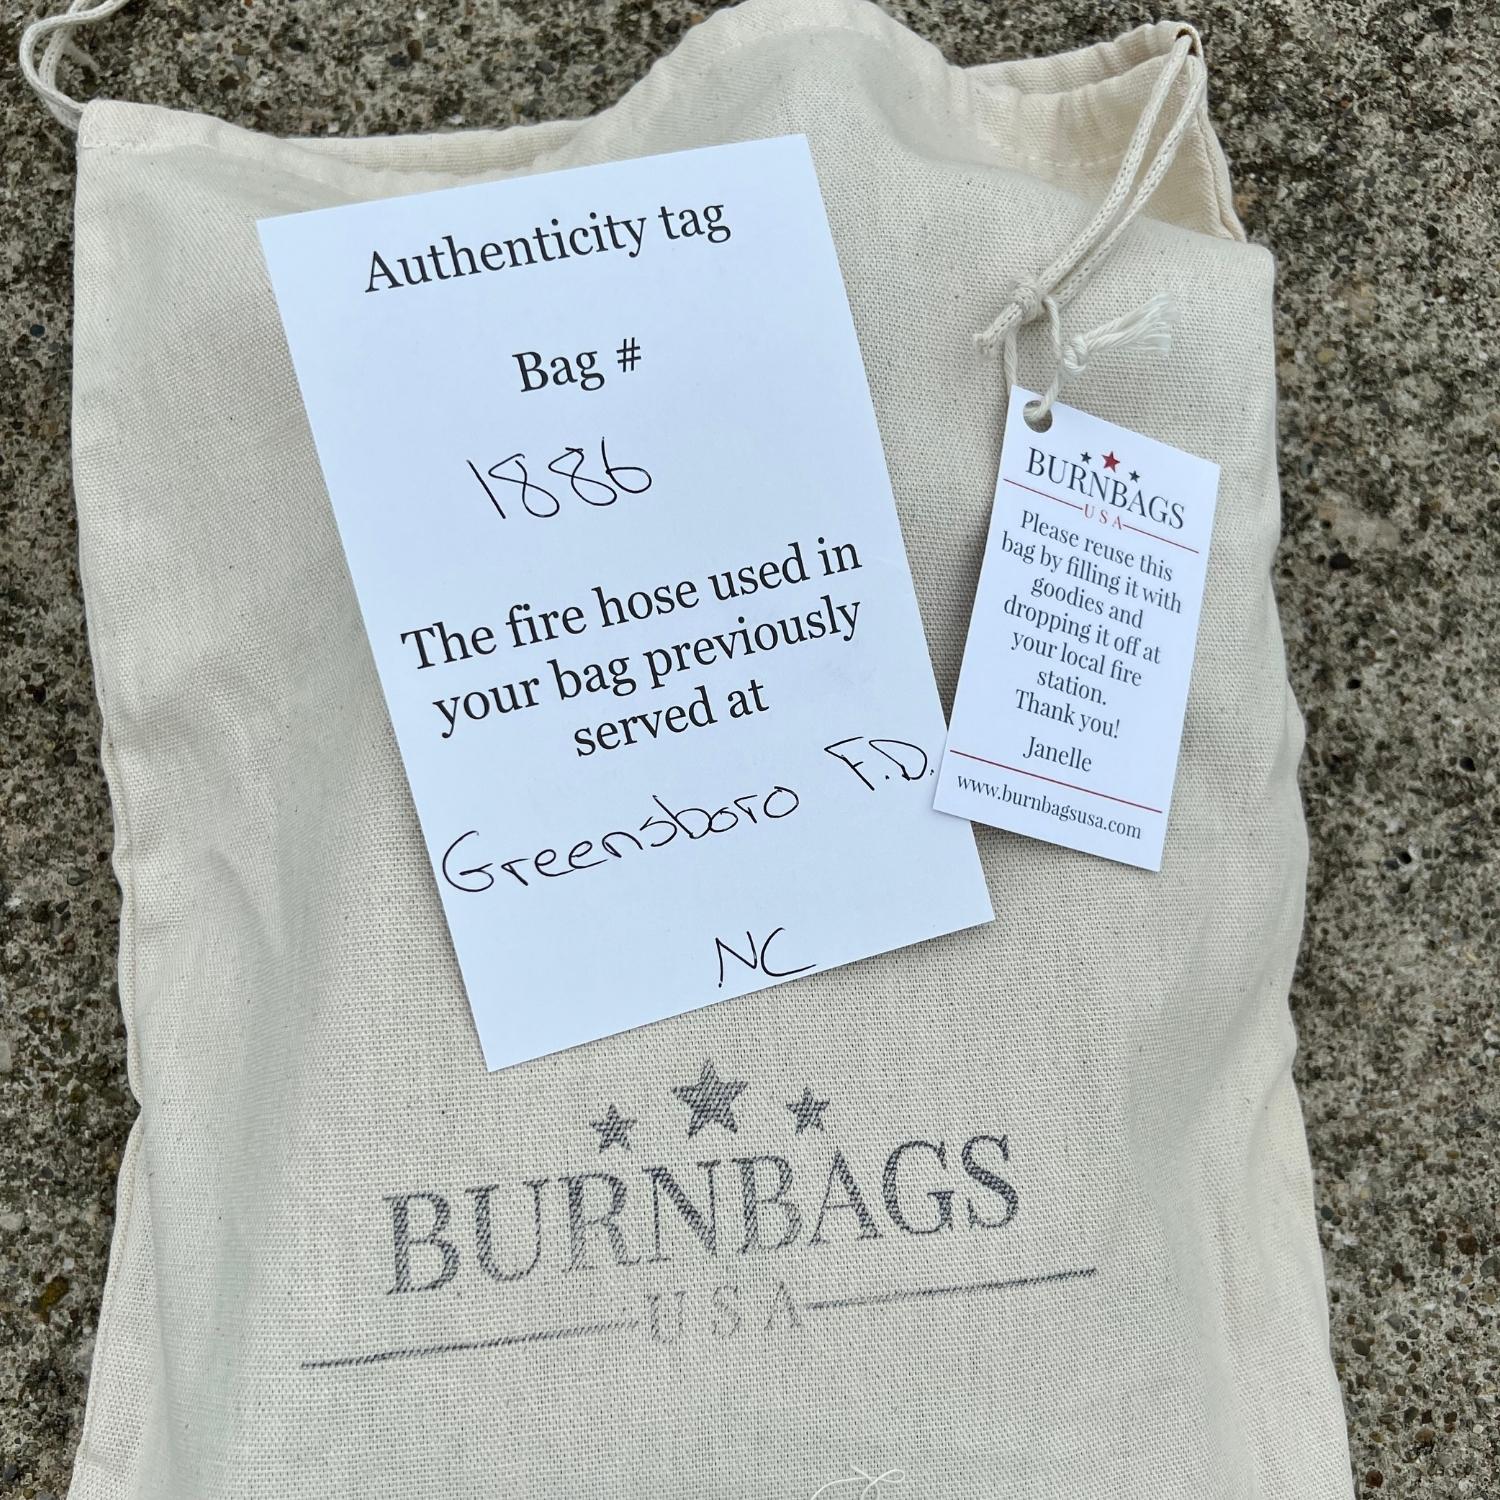 Authenticity tag
Bag #
1886
The fire hose used in
your bag previously
served at
Greensboro F.D.
NC
BURNBAGS
USA
Please reuse this
bag by filling it with
goodies and
dropping it off at
your local fire
station.
Thank you!
Janelle
www.burnbagsusa.com
BURNBAGS
USA